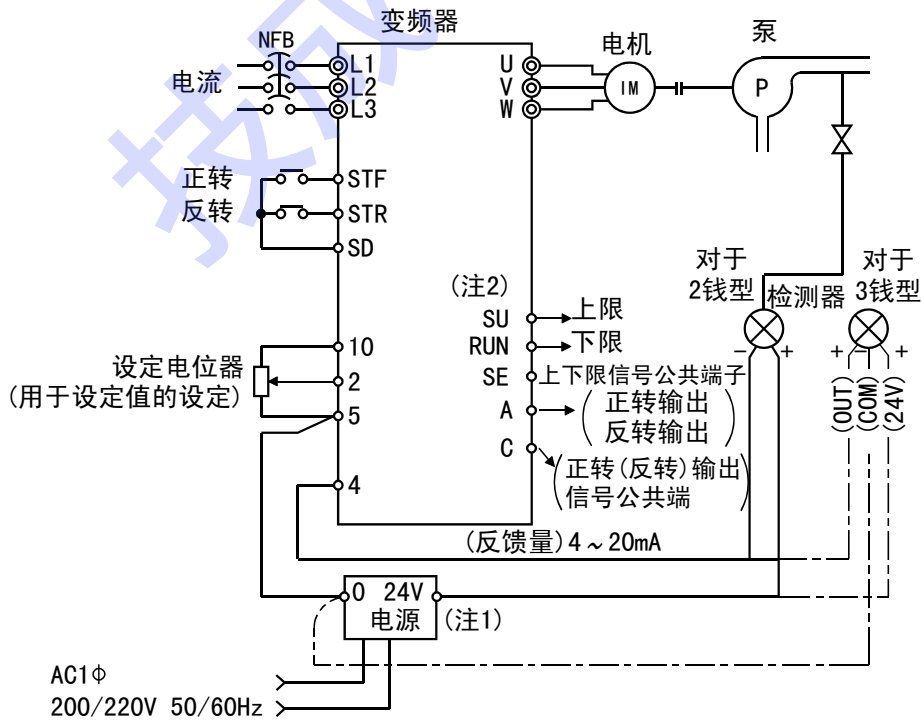 变频器
NFB
电机
泵
电流
L1
L2
L3
U
V
W
IM
P
正转
反转
STF
STR
SD
(注2)
对于
2钱型
检测器
对于
3钱型
SU
上限
RUN
下限
SE
上下限信号公共端子
A
(正转输出
反转输出)
C
(正转(反转)输出
信号公共端)
设定电位器
(用于设定值的设定)
10
2
5
4
- +
+ - +
(OUT)
(COM)
(24V)
(反馈量)4~20mA
0 24V
电源
(注1)
AC1φ
200/220V 50/60Hz
技成